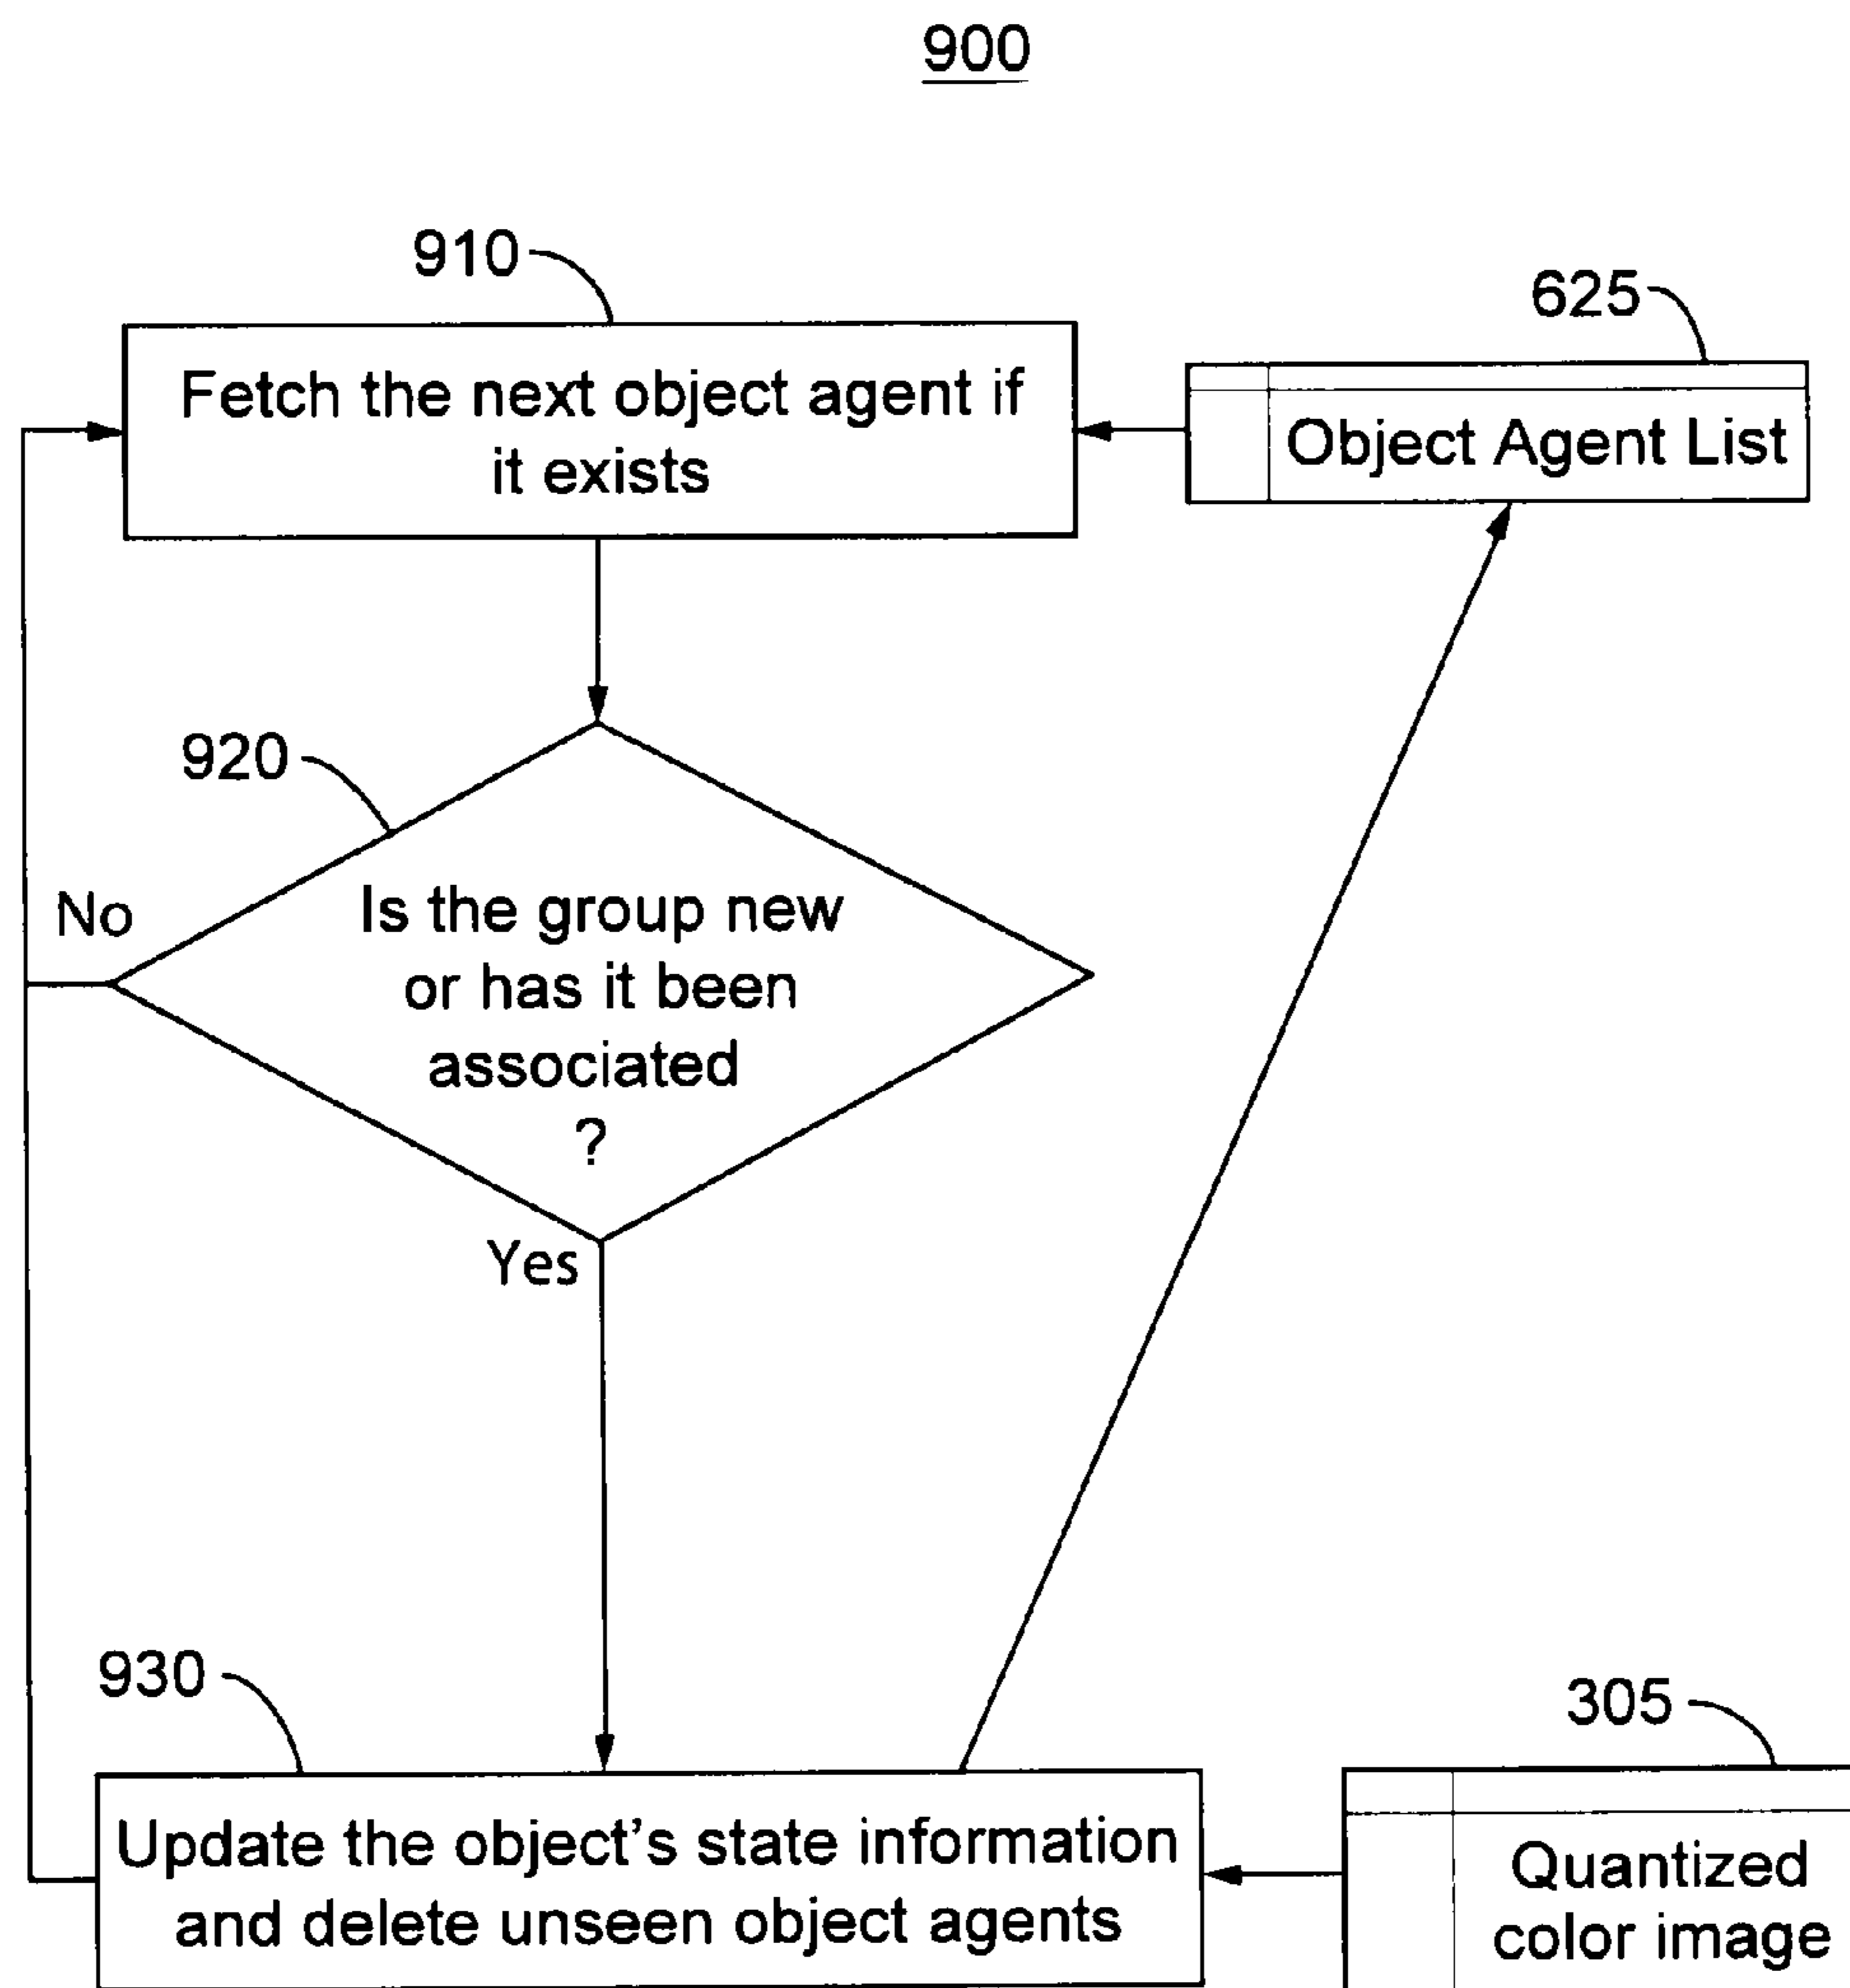 900
910
625
Fetch the next object agent if
it exists
Object Agent List
920
No
Is the group new
or has it been
associated
?
Yes
930
305
Update the object's state information
and delete unseen object agents
Quantized
color image